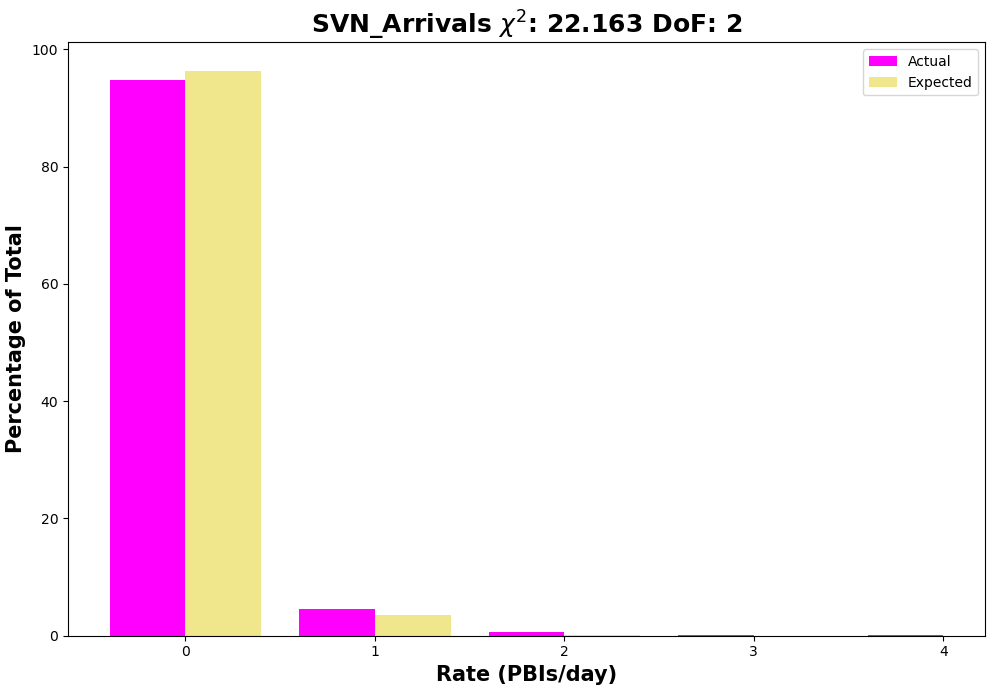 SVN_Arrivals χ²: 22.163 DoF: 2
100
80
60
40
20
0
Percentage of Total
Actual
Expected
0 1 2 3 4
Rate (PBIs/day)